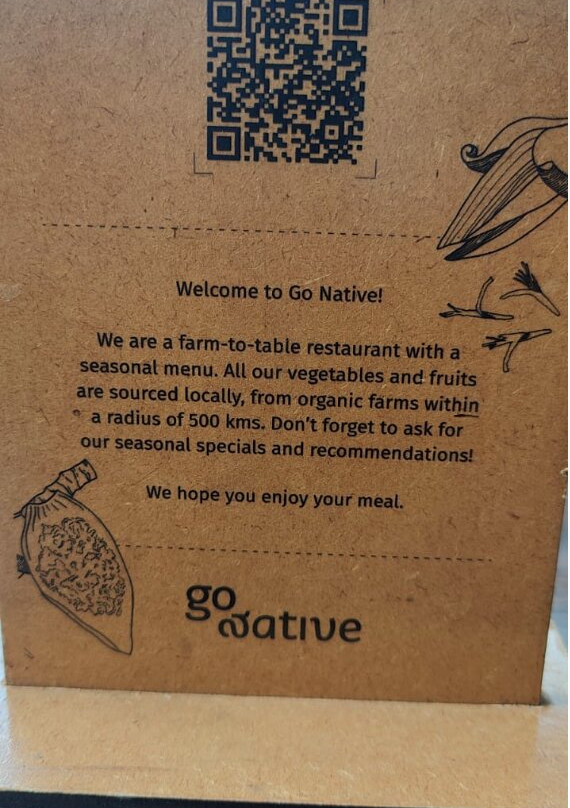 Welcome to Go Native!
We are a farm-to-table restaurant with a
seasonal menu. All our vegetables and fruits
are sourced locally, from organic farms within
a radius of 500 kms. Don't forget to ask for
our seasonal specials and recommendations!
We hope you enjoy your meal.
go
native